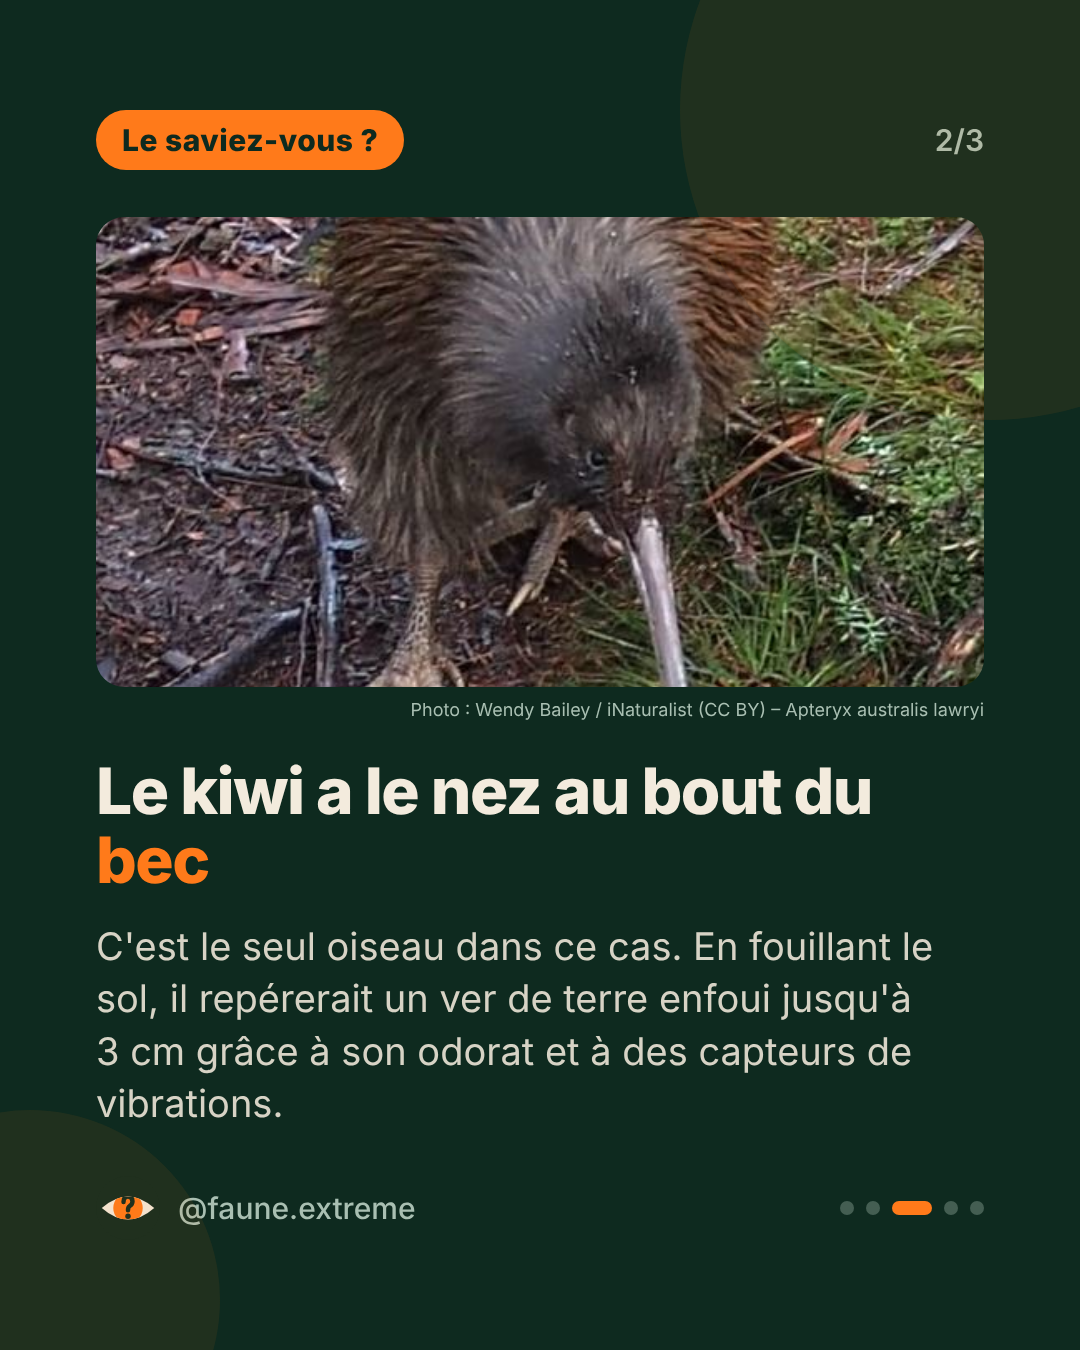 Le saviez-vous ?
2/3
Photo : Wendy Bailey / iNaturalist (CC BY) – Apteryx australis lawryi
Le kiwi a le nez au bout du
bec
C'est le seul oiseau dans ce cas. En fouillant le
sol, il repérerait un ver de terre enfoui jusqu'à
3 cm grâce à son odorat et à des capteurs de
vibrations.
?
@faune.extreme